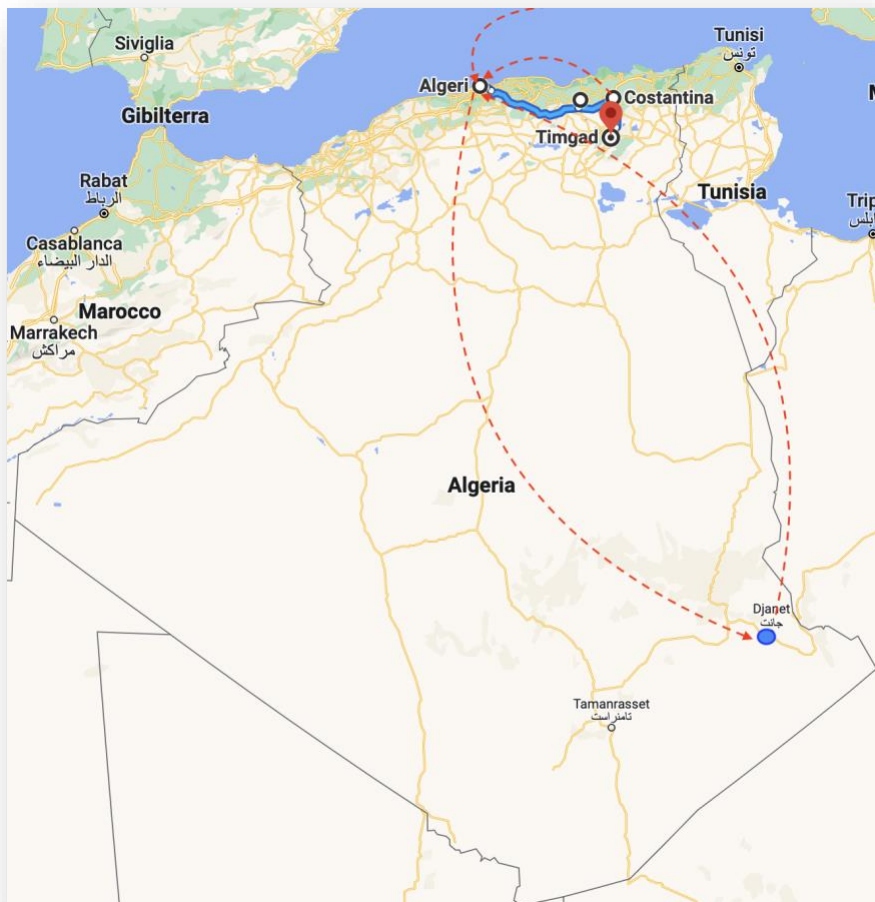 Siviglia
Tunisi
تونس
Algeri
Costantina
Gibilterra
Timgad
Rabat
الرباط
Tunisia
Casablanca
الدار البيضاء
Marocco
Marrakech
مراكش
Algeria
Djanet
جانت
Tamanrasset
تامنراست